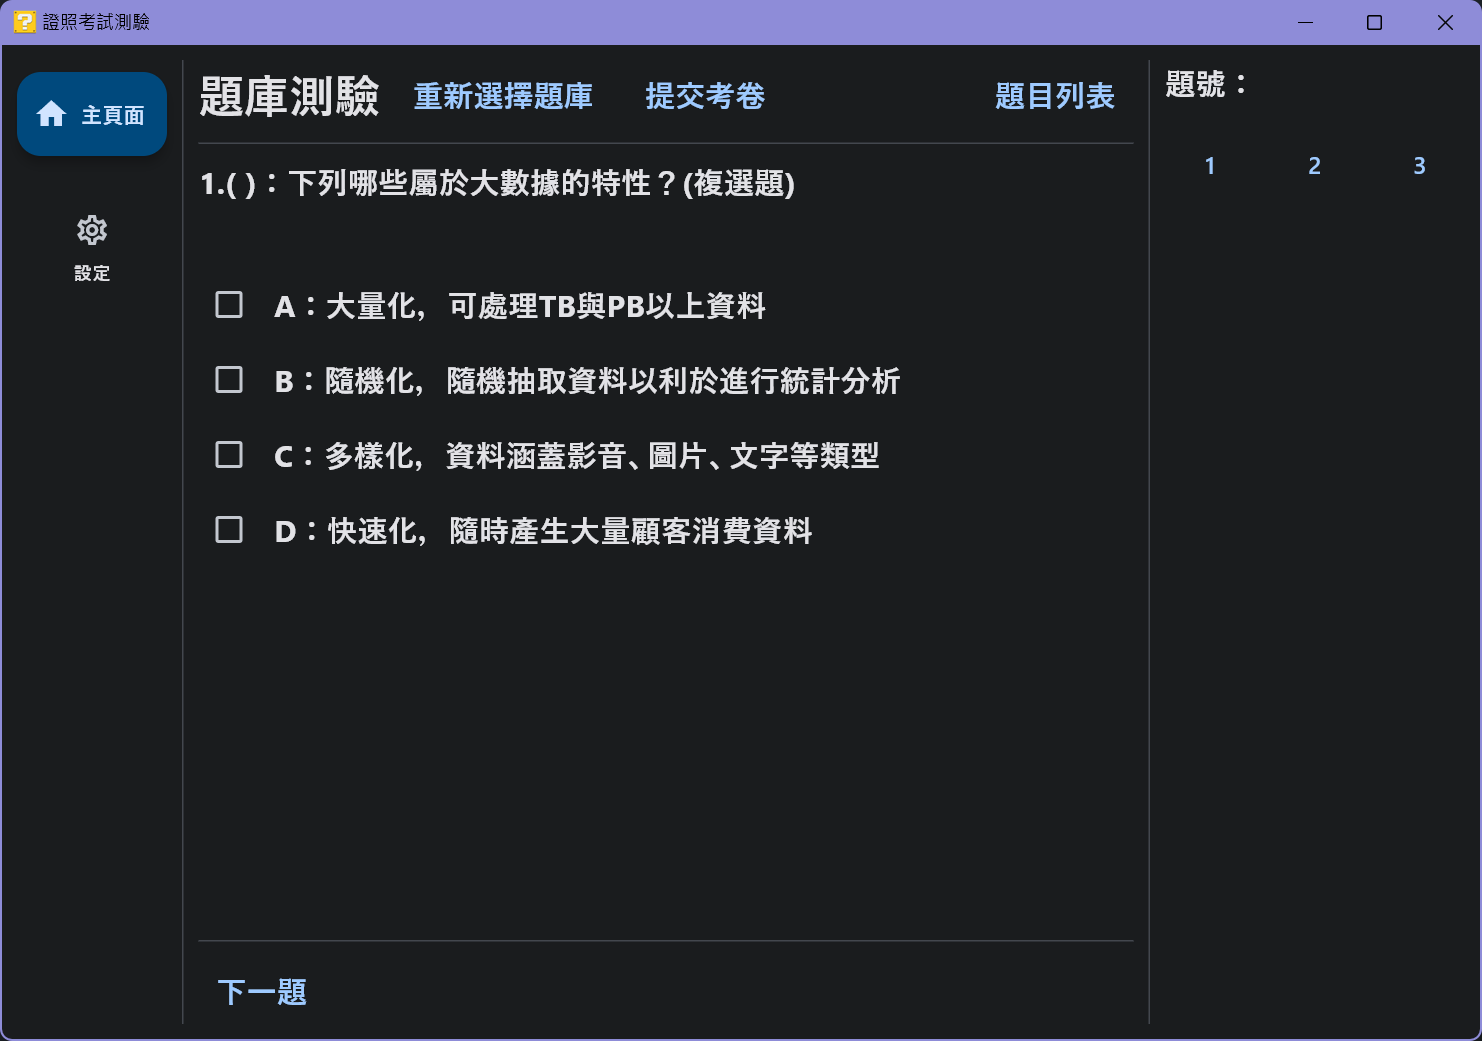 證照考試測驗
主頁面
設定
題庫測驗 重新選擇題庫 提交考卷 題目列表
1.( )：下列哪些屬於大數據的特性？(複選題)
A：大量化，可處理TB與PB以上資料
B：隨機化，隨機抽取資料以利於進行統計分析
C：多樣化，資料涵蓋影音、圖片、文字等類型
D：快速化，隨時產生大量顧客消費資料
下一題
題號：
1 2 3